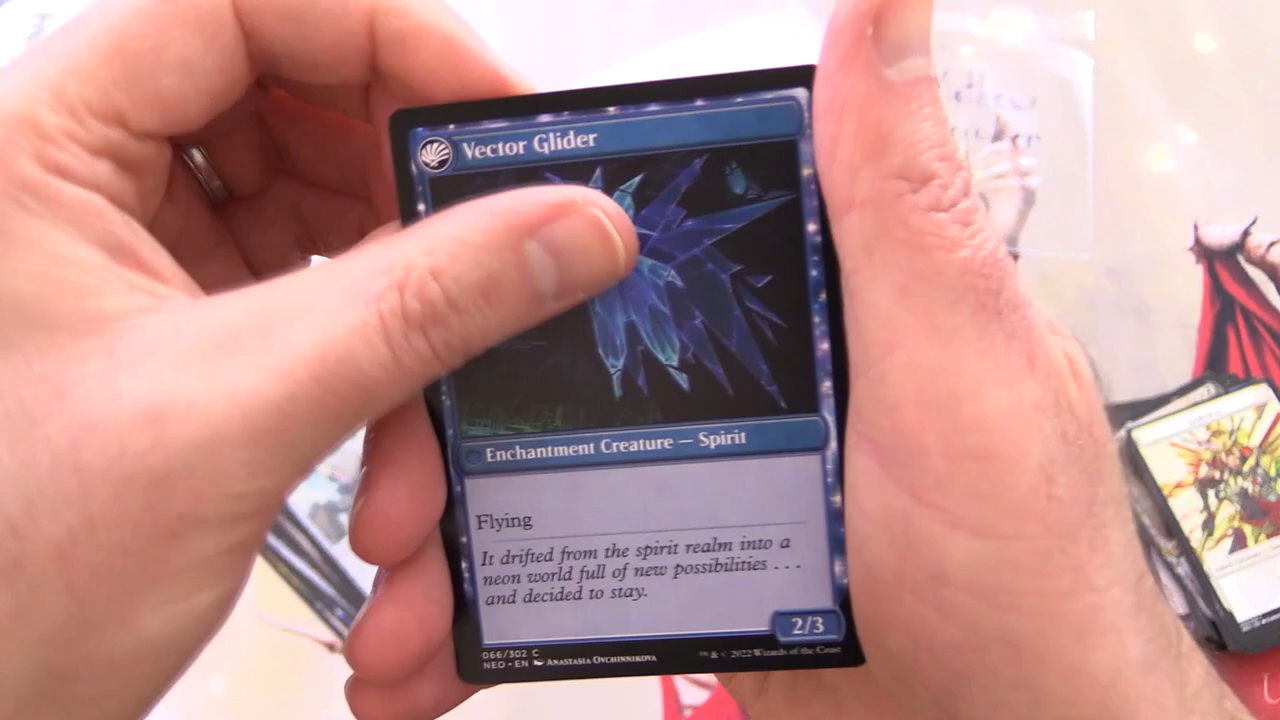 Vector Glider
Enchantment Creature — Spirit
Flying
It drifted from the spirit realm into a
neon world full of new possibilities . . .
and decided to stay.
2/3
066/302 C
NEO • EN ANASTASIA OVCHINNIKOVA
™ & © 2022 Wizards of the Coast